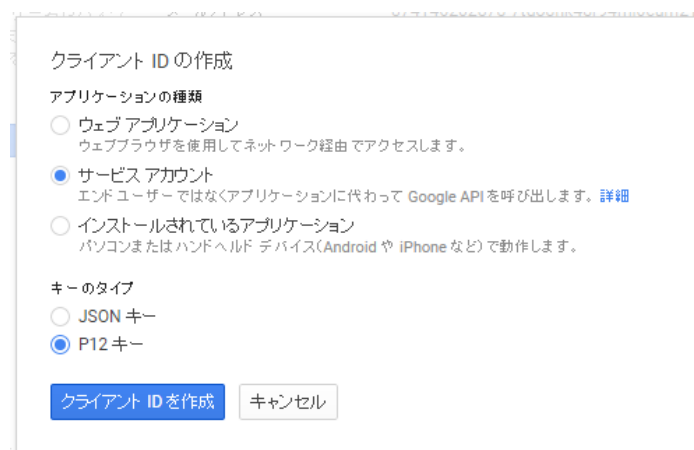 クライアント ID の作成
アプリケーションの種類
ウェブ アプリケーション
ウェブブラウザを使用してネットワーク経由でアクセスします。
サービス アカウント
エンド ユーザーではなくアプリケーションに代わって Google API を呼び出します。 詳細
インストールされているアプリケーション
パソコンまたはハンドヘルド デバイス(Android や iPhone など) で動作します。
キーのタイプ
JSON キー
P12 キー
クライアント ID を作成 キャンセル